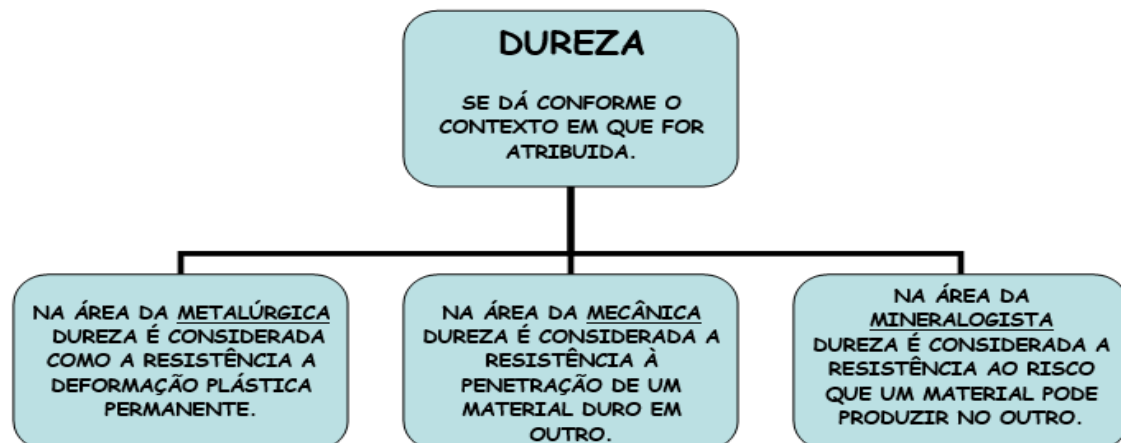 DUREZA
SE DÁ CONFORME O
CONTEXTO EM QUE FOR
ATRIBUIDA.
NA ÁREA DA METALÚRGICA
DUREZA É CONSIDERADA
COMO A RESISTÊNCIA A
DEFORMAÇÃO PLÁSTICA
PERMANENTE.
NA ÁREA DA MECÂNICA
DUREZA É CONSIDERADA A
RESISTÊNCIA À
PENETRAÇÃO DE UM
MATERIAL DURO EM
OUTRO.
NA ÁREA DA
MINERALOGISTA
DUREZA É CONSIDERADA A
RESISTÊNCIA AO RISCO
QUE UM MATERIAL PODE
PRODUZIR NO OUTRO.